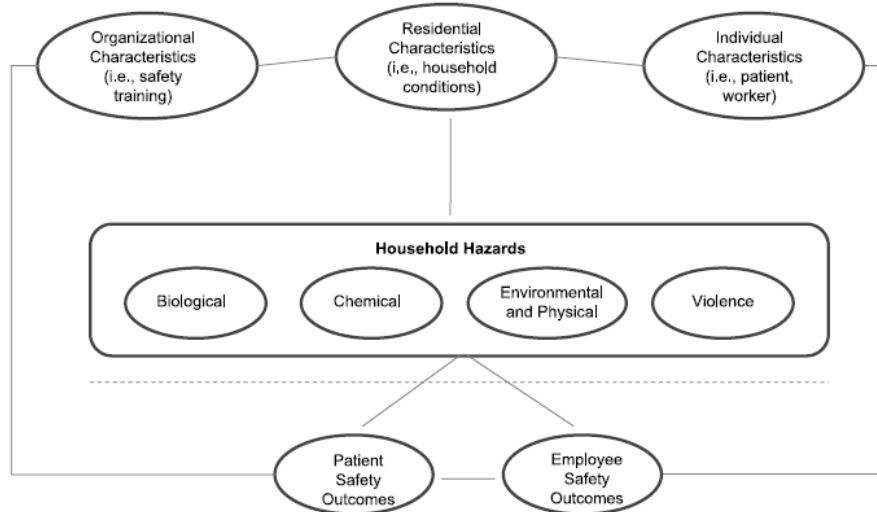 Organizational
Characteristics
(i.e., safety
training)
Residential
Characteristics
(i,e,, household
conditions)
Individual
Characteristics
(i.e., patient,
worker)
Household Hazards
Biological
Chemical
Environmental
and Physical
Violence
Patient
Safety
Outcomes
Employee
Safety
Outcomes